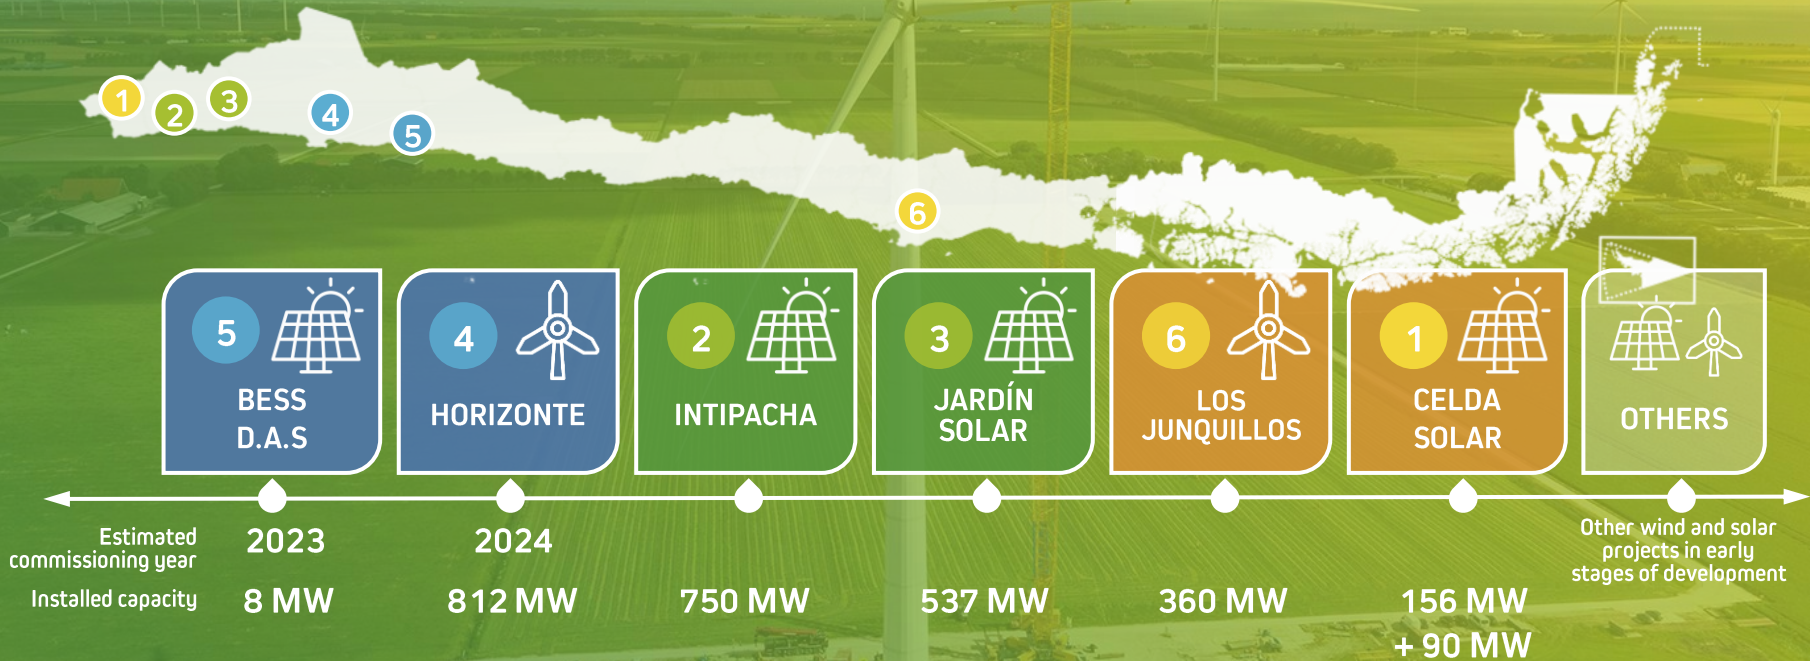 1
2
3
4
5
6
5
BESS
D.A.S
4
HORIZONTE
2
INTIPACHA
3
JARDÍN
SOLAR
6
LOS
JUNQUILLOS
1
CELDA
SOLAR
OTHERS
Estimated
commissioning year
2023
2024
Other wind and solar
projects in early
stages of development
Installed capacity
8 MW
812 MW
750 MW
537 MW
360 MW
156 MW
+ 90 MW